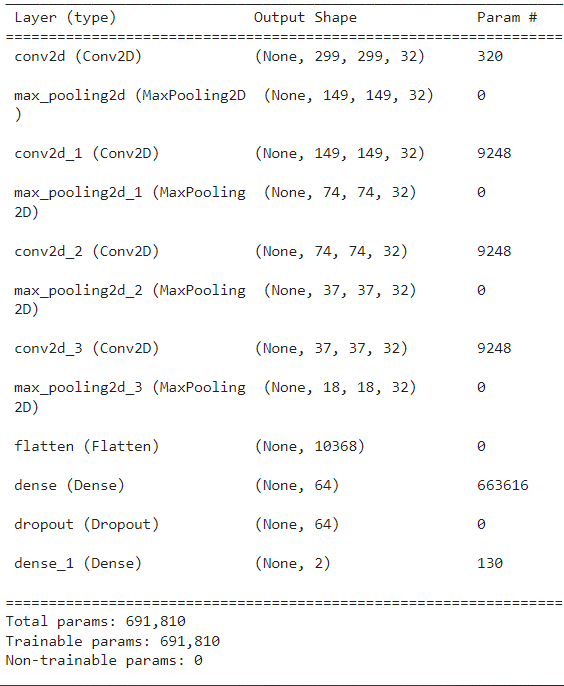 Layer (type) Output Shape Param #
=================================================================
conv2d (Conv2D) (None, 299, 299, 32) 320
max_pooling2d (MaxPooling2D (None, 149, 149, 32) 0
)
conv2d_1 (Conv2D) (None, 149, 149, 32) 9248
max_pooling2d_1 (MaxPooling (None, 74, 74, 32) 0
2D)
conv2d_2 (Conv2D) (None, 74, 74, 32) 9248
max_pooling2d_2 (MaxPooling (None, 37, 37, 32) 0
2D)
conv2d_3 (Conv2D) (None, 37, 37, 32) 9248
max_pooling2d_3 (MaxPooling (None, 18, 18, 32) 0
2D)
flatten (Flatten) (None, 10368) 0
dense (Dense) (None, 64) 663616
dropout (Dropout) (None, 64) 0
dense_1 (Dense) (None, 2) 130
=================================================================
Total params: 691,810
Trainable params: 691,810
Non-trainable params: 0